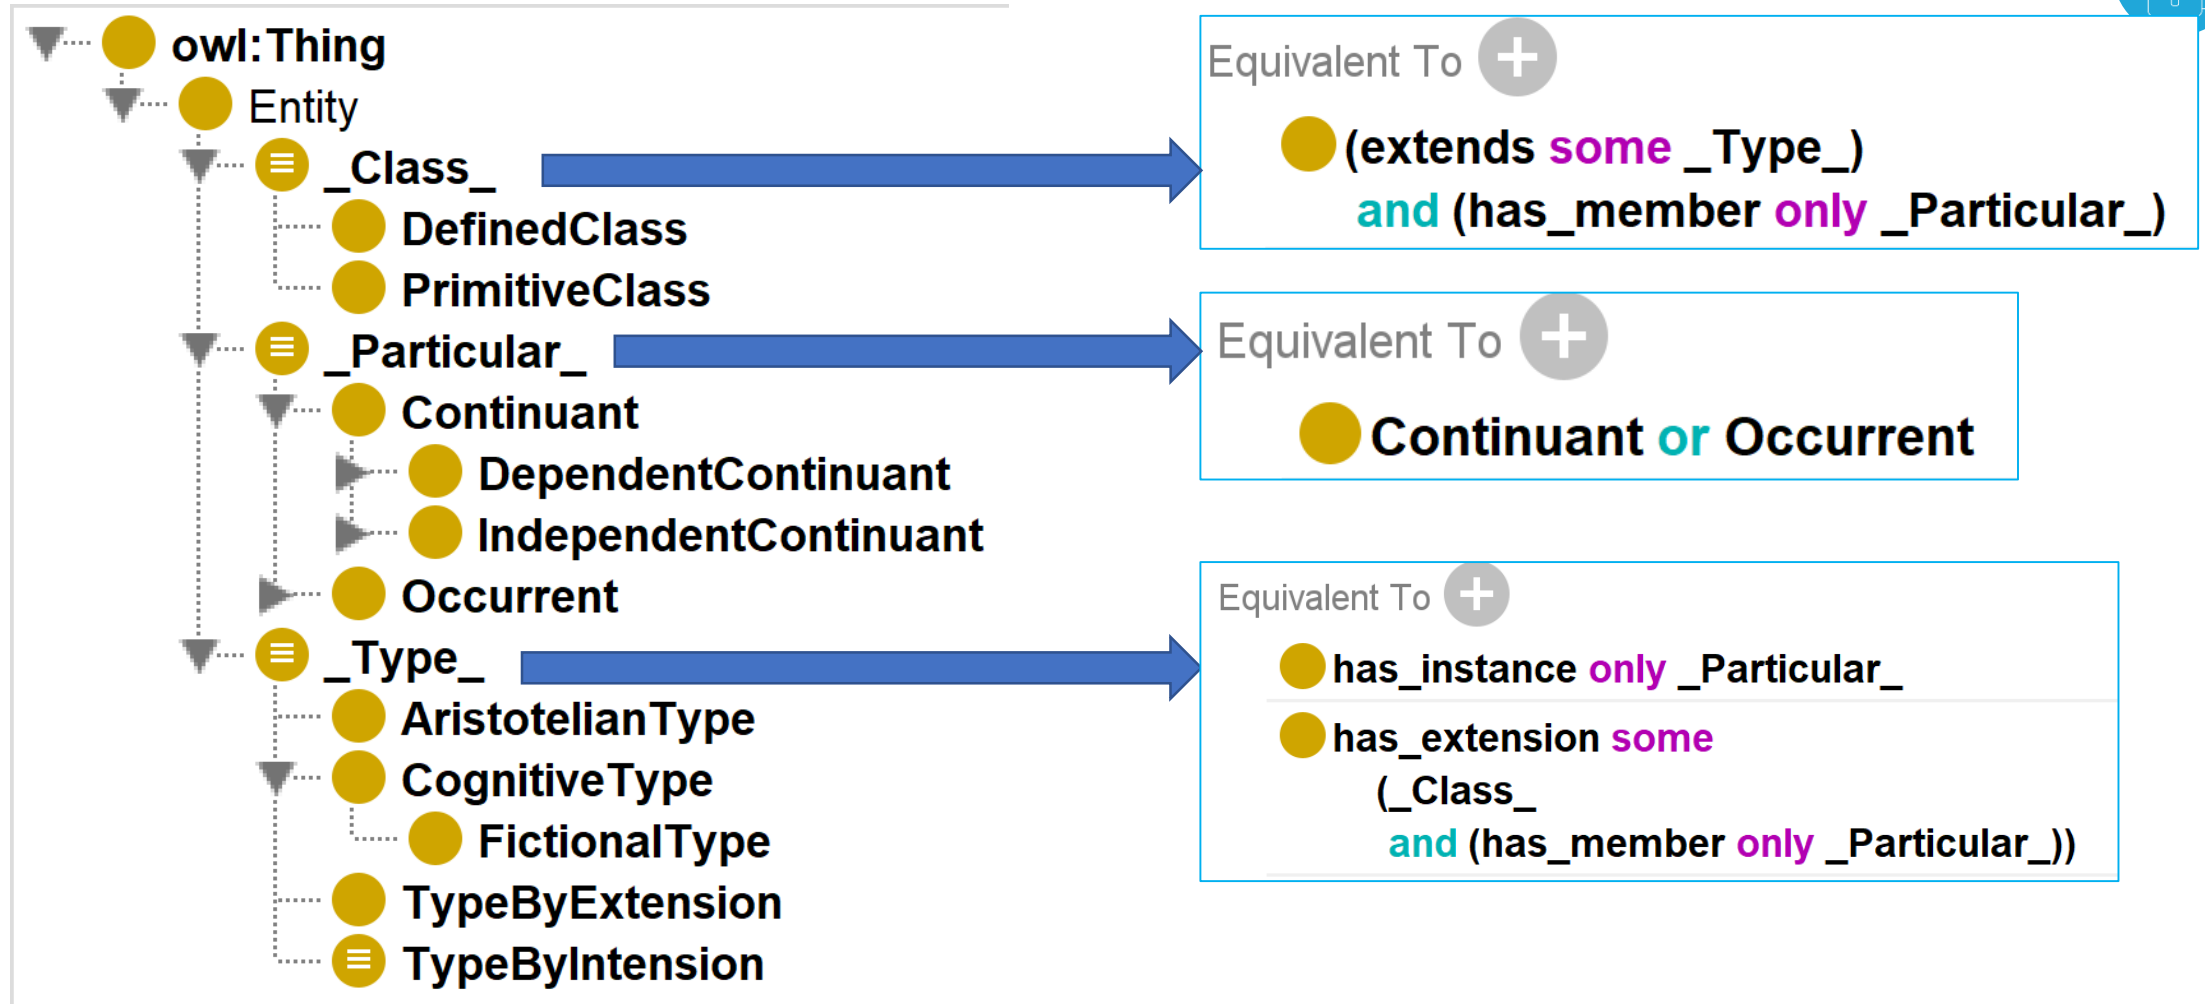 owl:Thing
Entity
_Class_
DefinedClass
PrimitiveClass
_Particular_
Continuant
DependentContinuant
IndependentContinuant
Occurrent
_Type_
AristotelianType
CognitiveType
FictionalType
TypeByExtension
TypeByIntension
Equivalent To
(extends some _Type_)
and (has_member only _Particular_)
Equivalent To
Continuant or Occurrent
Equivalent To
has_instance only _Particular_
has_extension some
(_Class_
and (has_member only _Particular_))